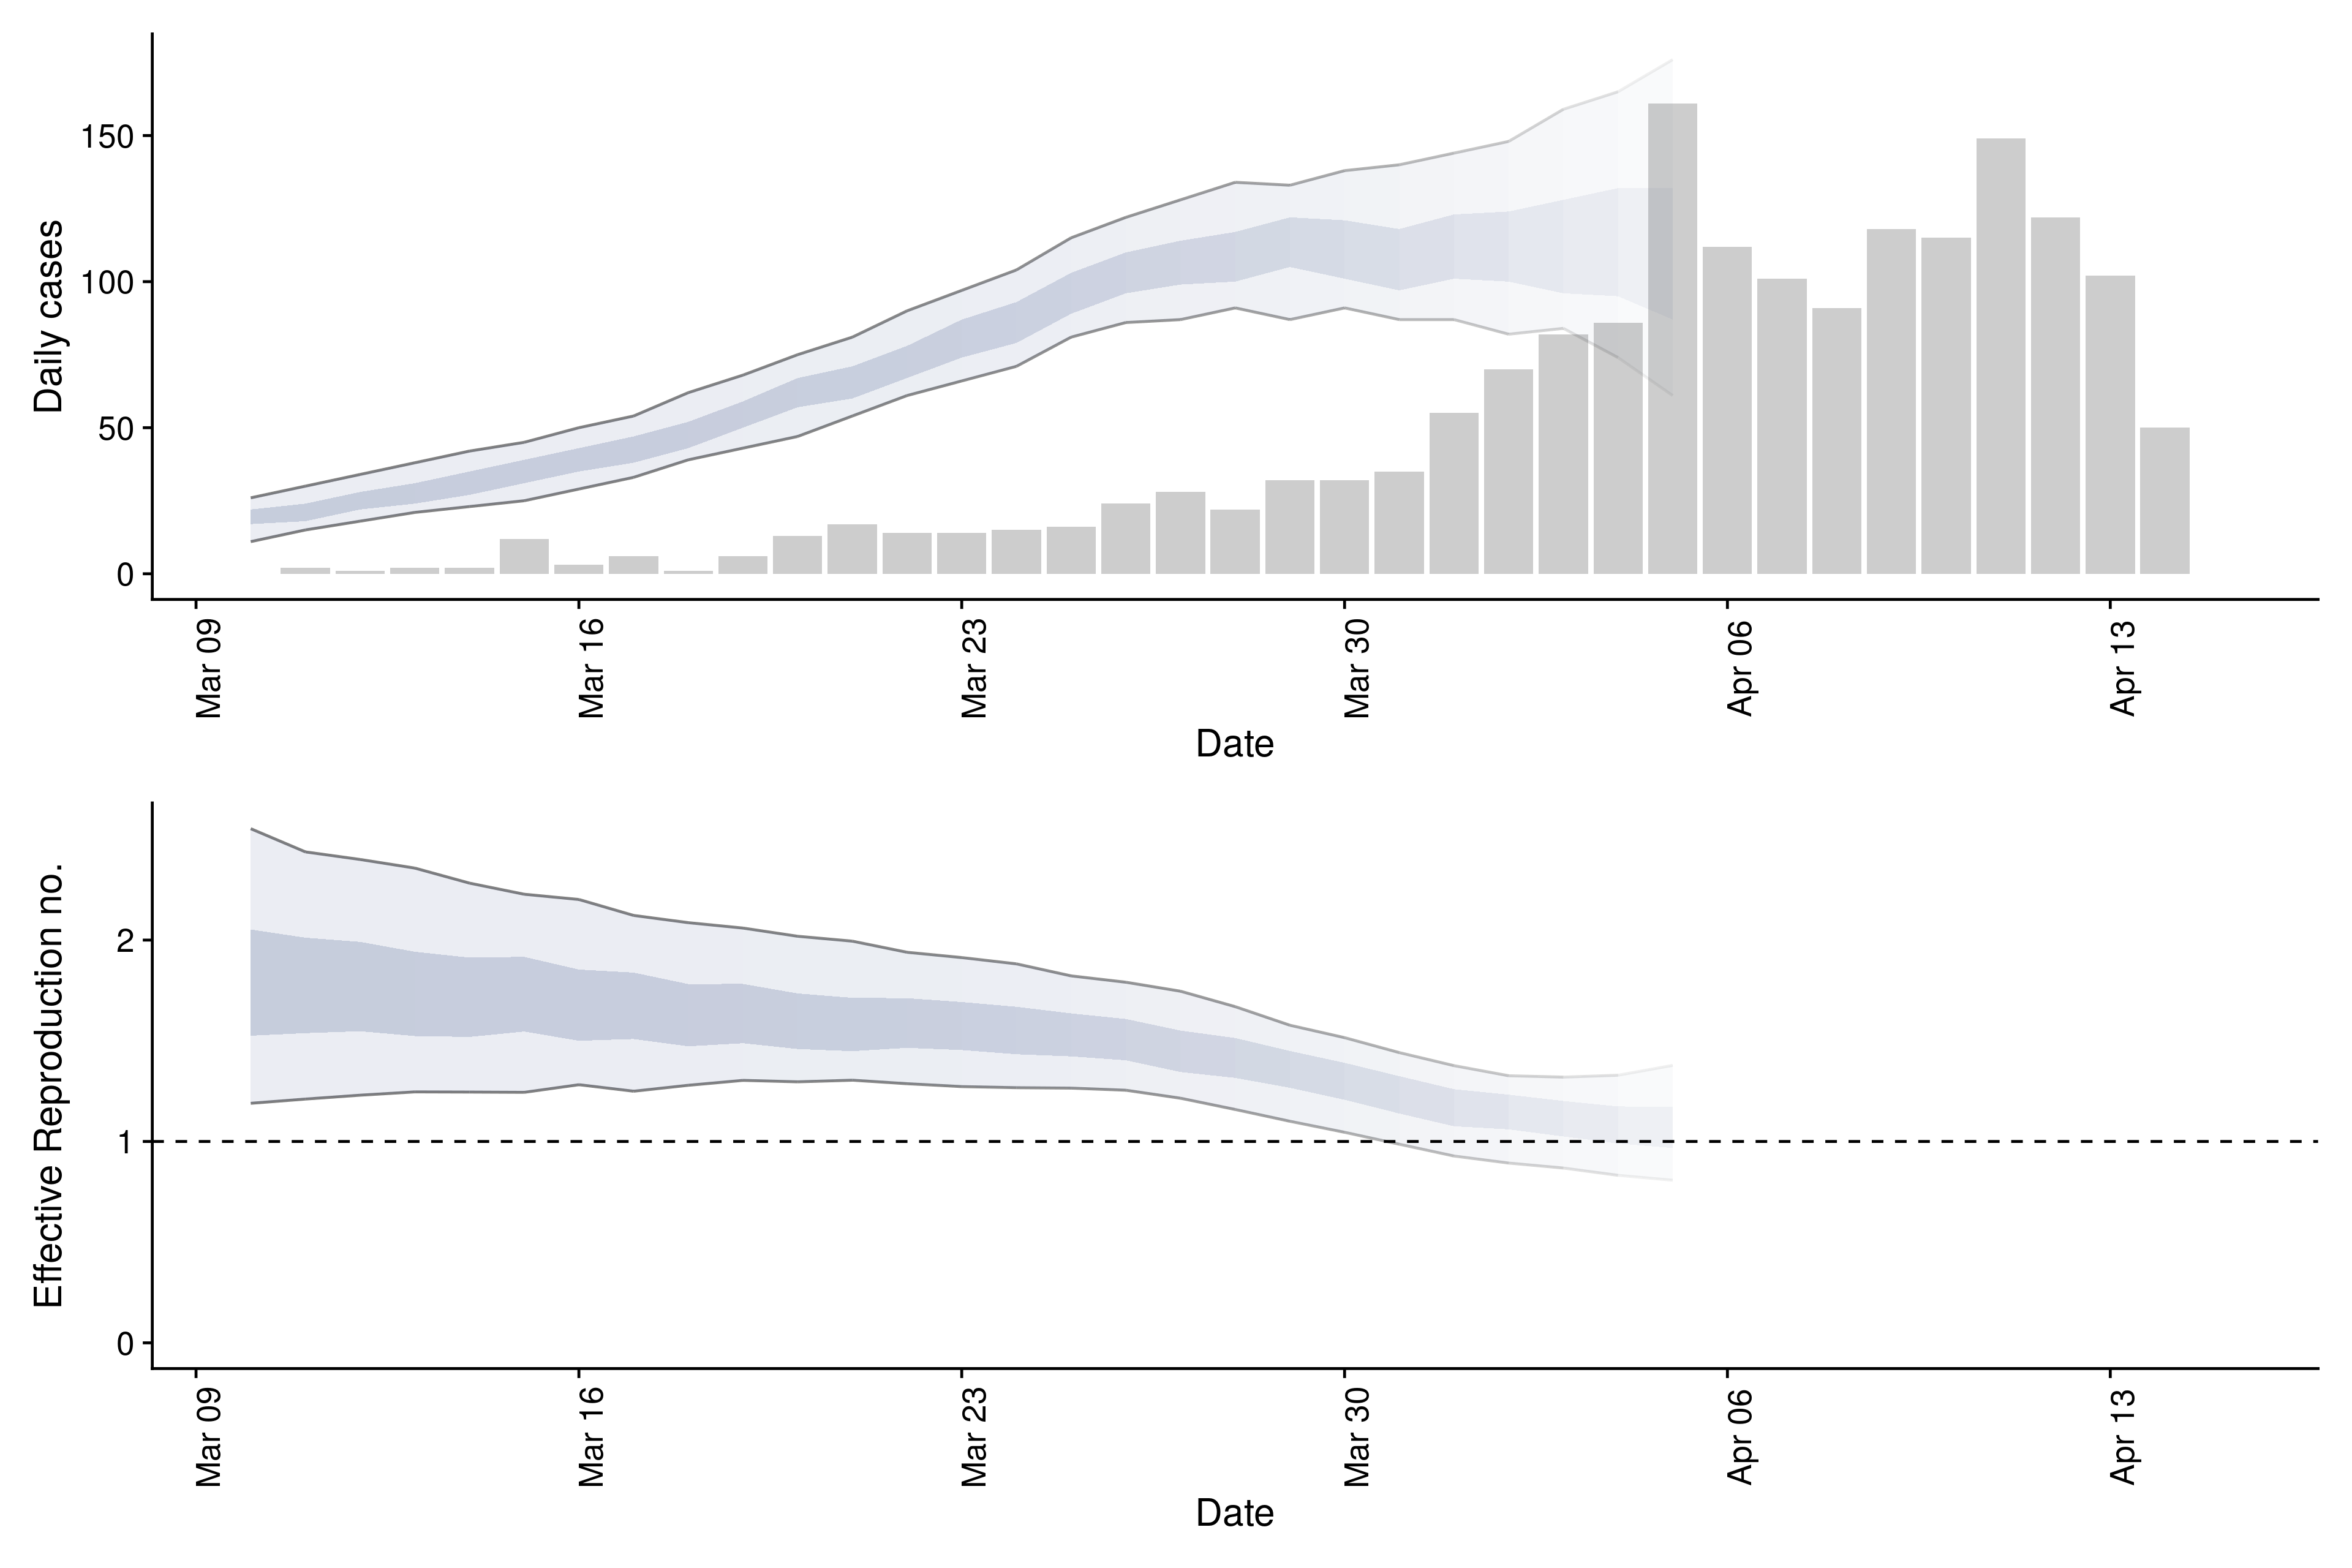 Daily cases
150
100
50
0
Mar 09
Mar 16
Mar 23
Mar 30
Apr 06
Apr 13
Date
Effective Reproduction no.
2
1
0
Mar 09
Mar 16
Mar 23
Mar 30
Apr 06
Apr 13
Date